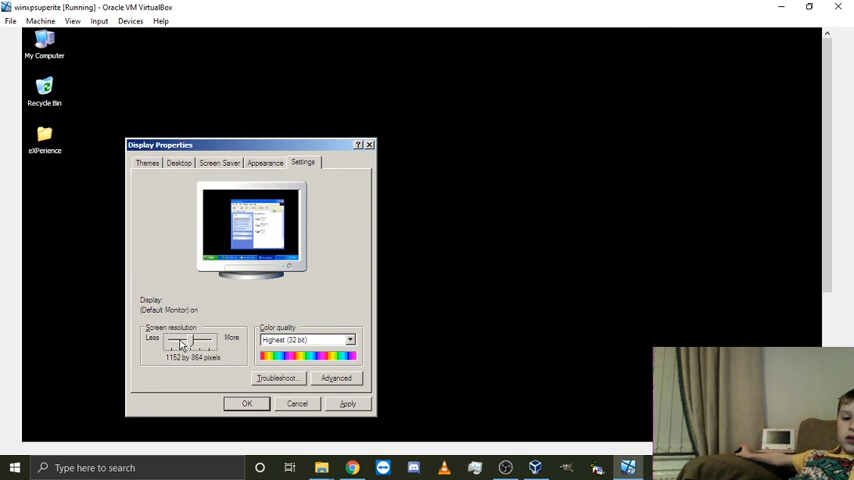 winxpsuperite [Running] - Oracle VM VirtualBox
File Machine View Input Devices Help
My Computer
Recycle Bin
eXPerience
Display Properties
Themes Desktop Screen Saver Appearance Settings
Display:
(Default Monitor) on
Screen resolution
Less More
1152 by 864 pixels
Color quality
Highest (32 bit)
Troubleshoot... Advanced
OK Cancel Apply
Type here to search